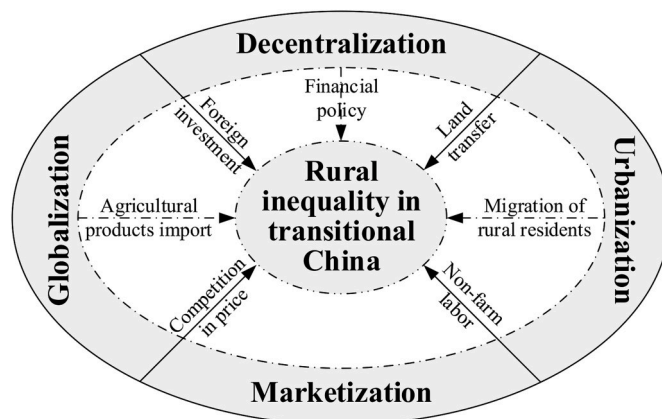 Decentralization
Financial
policy
Foreign
investment
Land
transfer
Globalization
Agricultural
products import
Rural
inequality in
transitional
China
Migration of
rural residents
Urbanization
Competition
in price
Non-farm
labor
Marketization